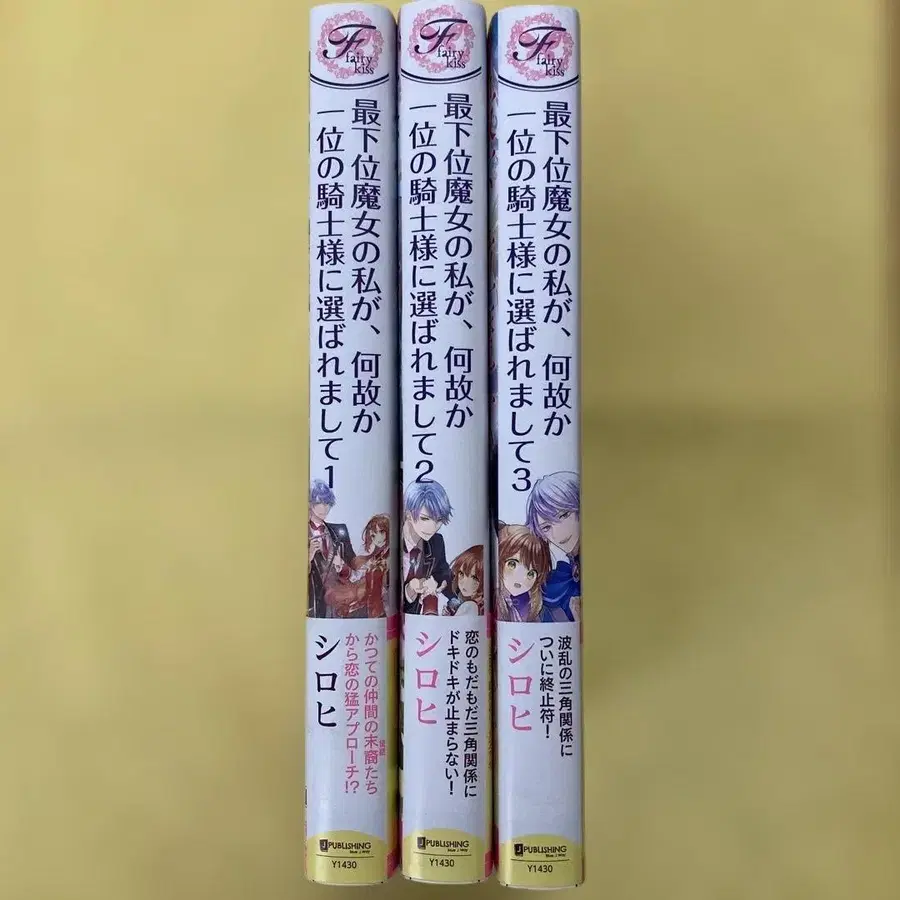 F
fairy
kiss
最下位魔女の私が、何故か
一位の騎士様に選ばれまして1
かつての仲間の末裔たち
から恋の猛アプローチ!?
シロヒ
J PUBLISHING
New J Way
Y1430
F
fairy
kiss
最下位魔女の私が、何故か
一位の騎士様に選ばれまして2
恋のもだもだ三角関係に
ドキドキが止まらない!
シロヒ
J PUBLISHING
New J Way
Y1430
F
fairy
kiss
最下位魔女の私が、何故か
一位の騎士様に選ばれまして3
波乱の三角関係に
ついに終止符!
シロヒ
J PUBLISHING
New J Way
Y1430